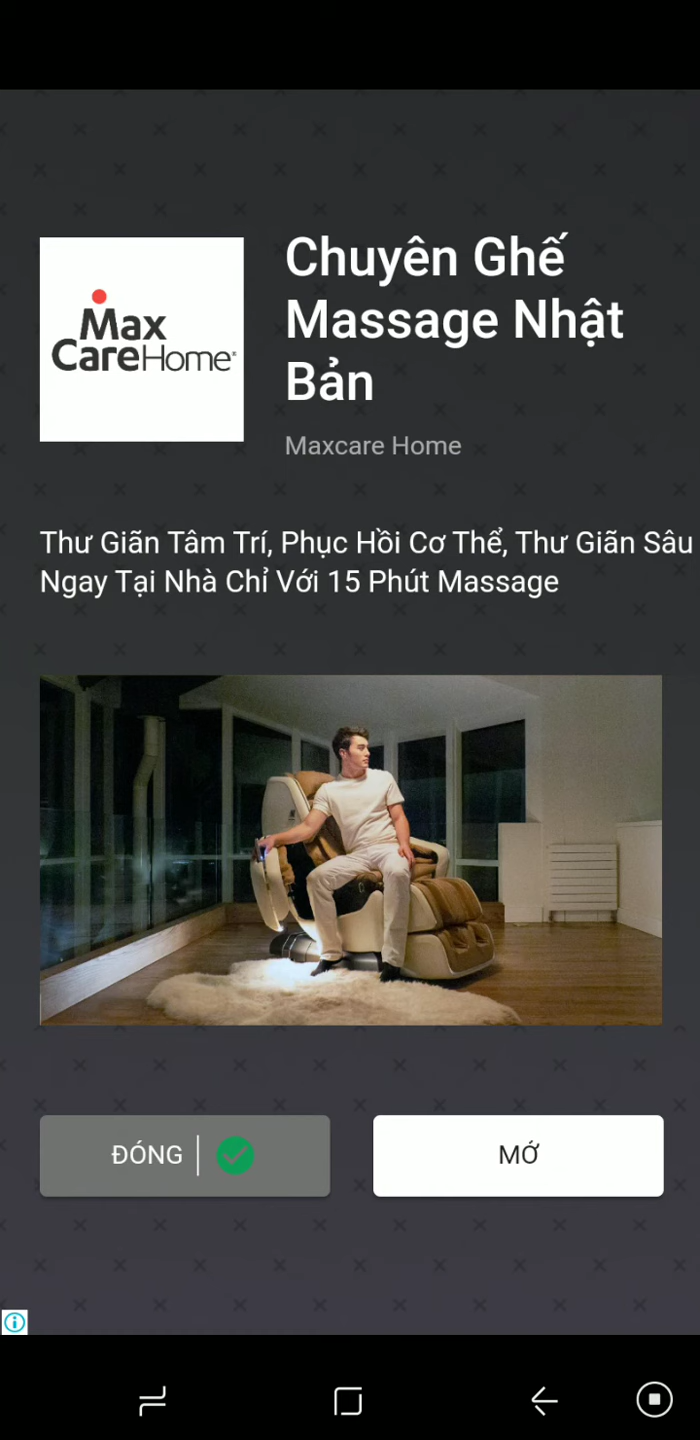 Max
CareHome
Chuyên Ghế
Massage Nhật
Bản
Maxcare Home
Thư Giãn Tâm Trí, Phục Hồi Cơ Thể, Thư Giãn Sâu
Ngay Tại Nhà Chỉ Với 15 Phút Massage
ĐÓNG
MỞ